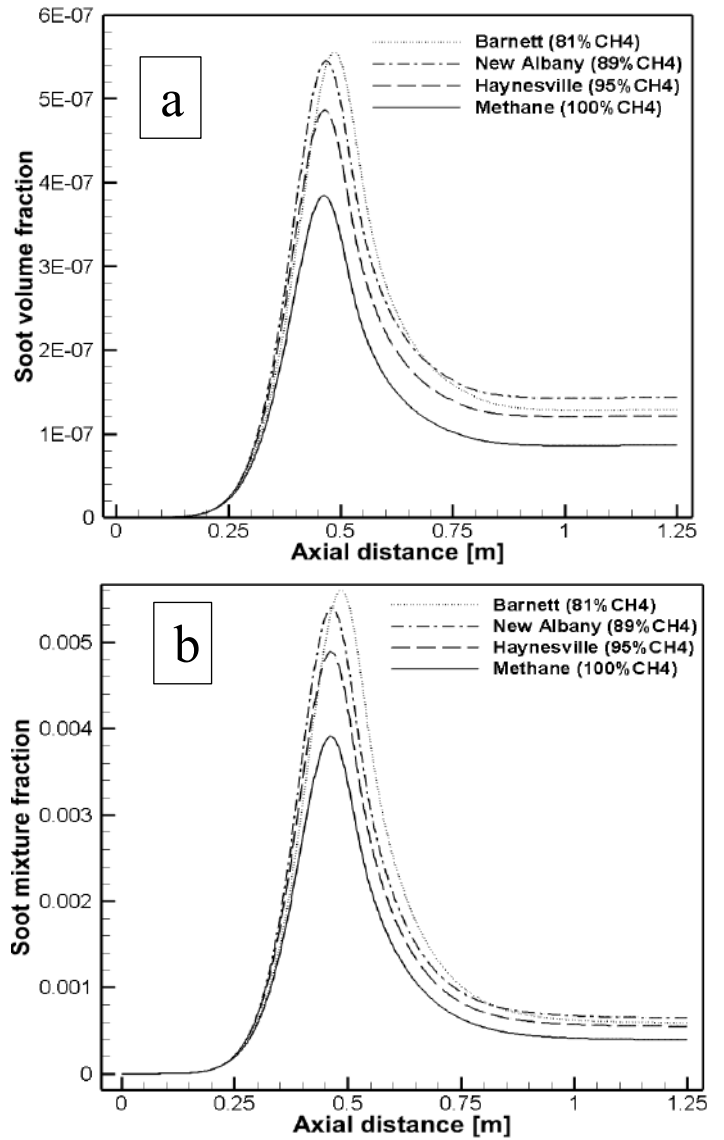 6E-07
Barnett (81%CH4)
New Albany (89%CH4)
a
Haynesville (95%CH4)
Methane (100%CH4)
5E-07
4E-07
Soot volume fraction
3E-07
2E-07
1E-07
0
0 0.25 0.5 0.75 1 1.25
Axial distance [m]
Barnett (81%CH4)
New Albany (89%CH4)
b
Haynesville (95%CH4)
Methane (100%CH4)
0.005
0.004
Soot mixture fraction
0.003
0.002
0.001
0
0 0.25 0.5 0.75 1 1.25
Axial distance [m]